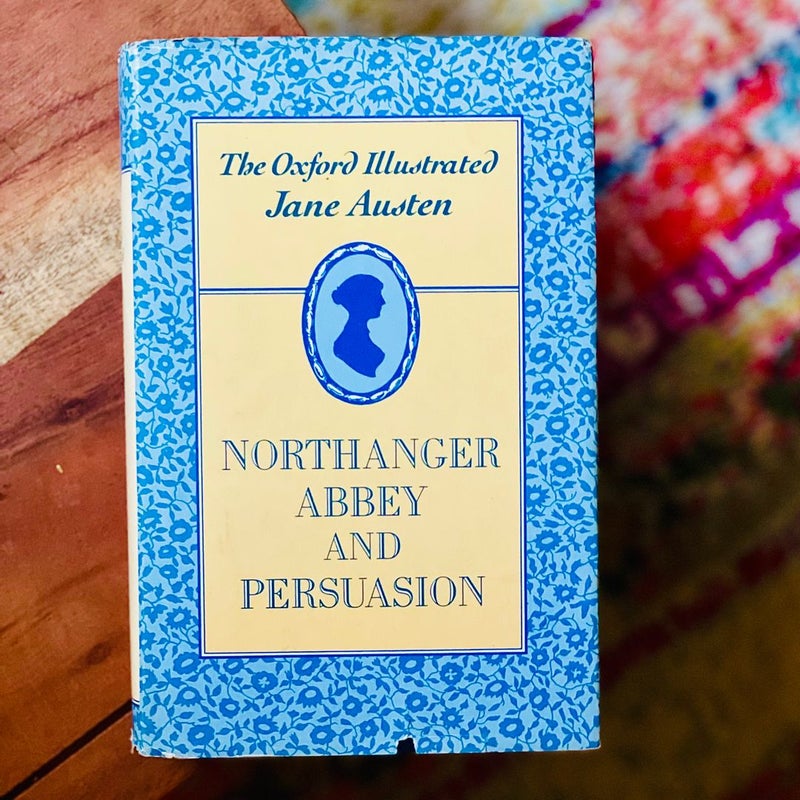 The Oxford Illustrated
Jane Austen
NORTHANGER
ABBEY
AND
PERSUASION